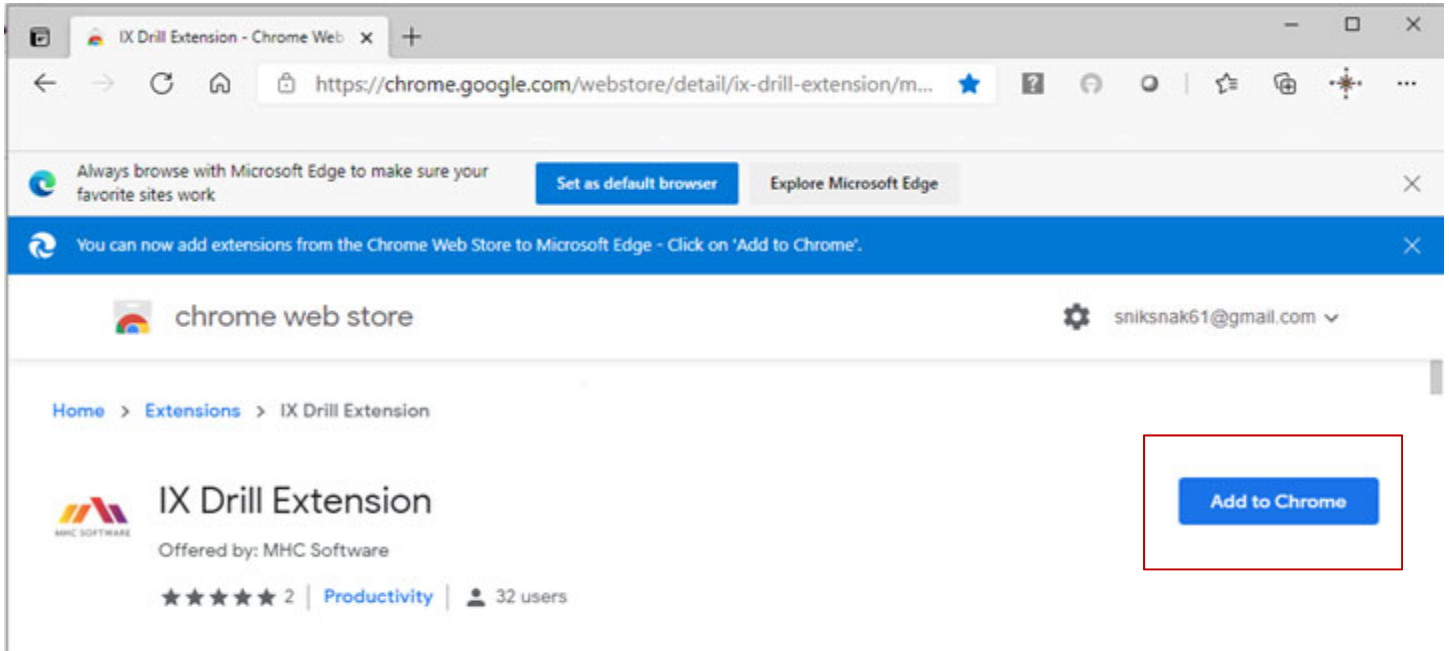 IX Drill Extension - Chrome Web
https://chrome.google.com/webstore/detail/ix-drill-extension/m...
Always browse with Microsoft Edge to make sure your
favorite sites work
Set as default browser
Explore Microsoft Edge
You can now add extensions from the Chrome Web Store to Microsoft Edge - Click on 'Add to Chrome'.
chrome web store
sniksnak61@gmail.com
Home > Extensions > IX Drill Extension
IX Drill Extension
Add to Chrome
MHC SOFTWARE
Offered by: MHC Software
2 | Productivity | 32 users